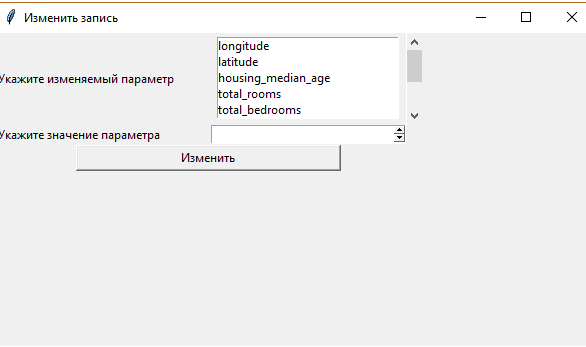 Изменить запись
longitude
latitude
Укажите изменяемый параметр
housing_median_age
total_rooms
total_bedrooms
Укажите значение параметра
Изменить